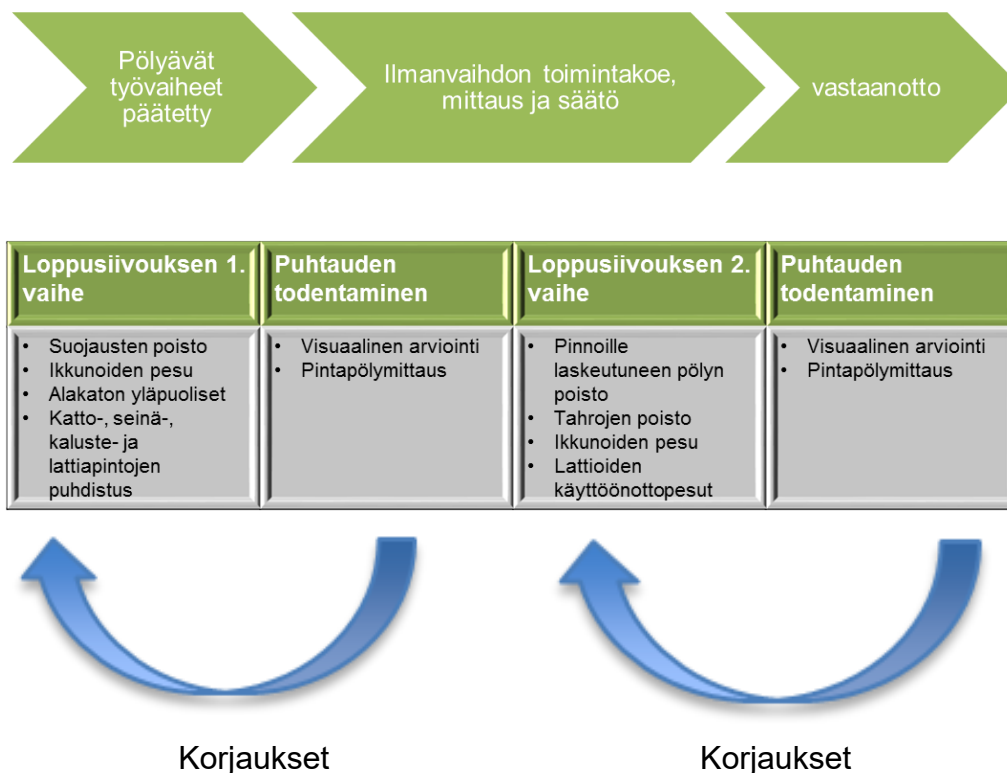 Pölyävät
työvaiheet
päätetty
Ilmanvaihdon toimintakoe,
mittaus ja säätö
vastaanotto
Loppusiivouksen 1.
vaihe
Puhtauden
todentaminen
Loppusiivouksen 2.
vaihe
Puhtauden
todentaminen
• Suojausten poisto
• Ikkunoiden pesu
• Alakaton yläpuoliset
• Katto-, seinä-,
kaluste- ja
lattiapintojen
puhdistus
• Visuaalinen arviointi
• Pintapölymittaus
• Pinnoille
laskeutuneen pölyn
poisto
• Tahrojen poisto
• Ikkunoiden pesu
• Lattioiden
käyttöönottopesut
• Visuaalinen arviointi
• Pintapölymittaus
Korjaukset
Korjaukset